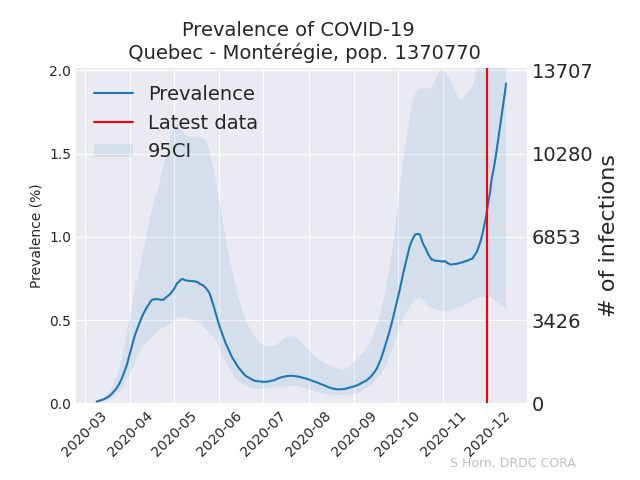 Prevalence of COVID-19
Quebec - Montérégie, pop. 1370770
Prevalence
Latest data
95CI
Prevalence (%)
2.0
1.5
1.0
0.5
0.0
13707
10280
6853
3426
0
# of infections
2020-03
2020-04
2020-05
2020-06
2020-07
2020-08
2020-09
2020-10
2020-11
2020-12
S Horn, DRDC CORA